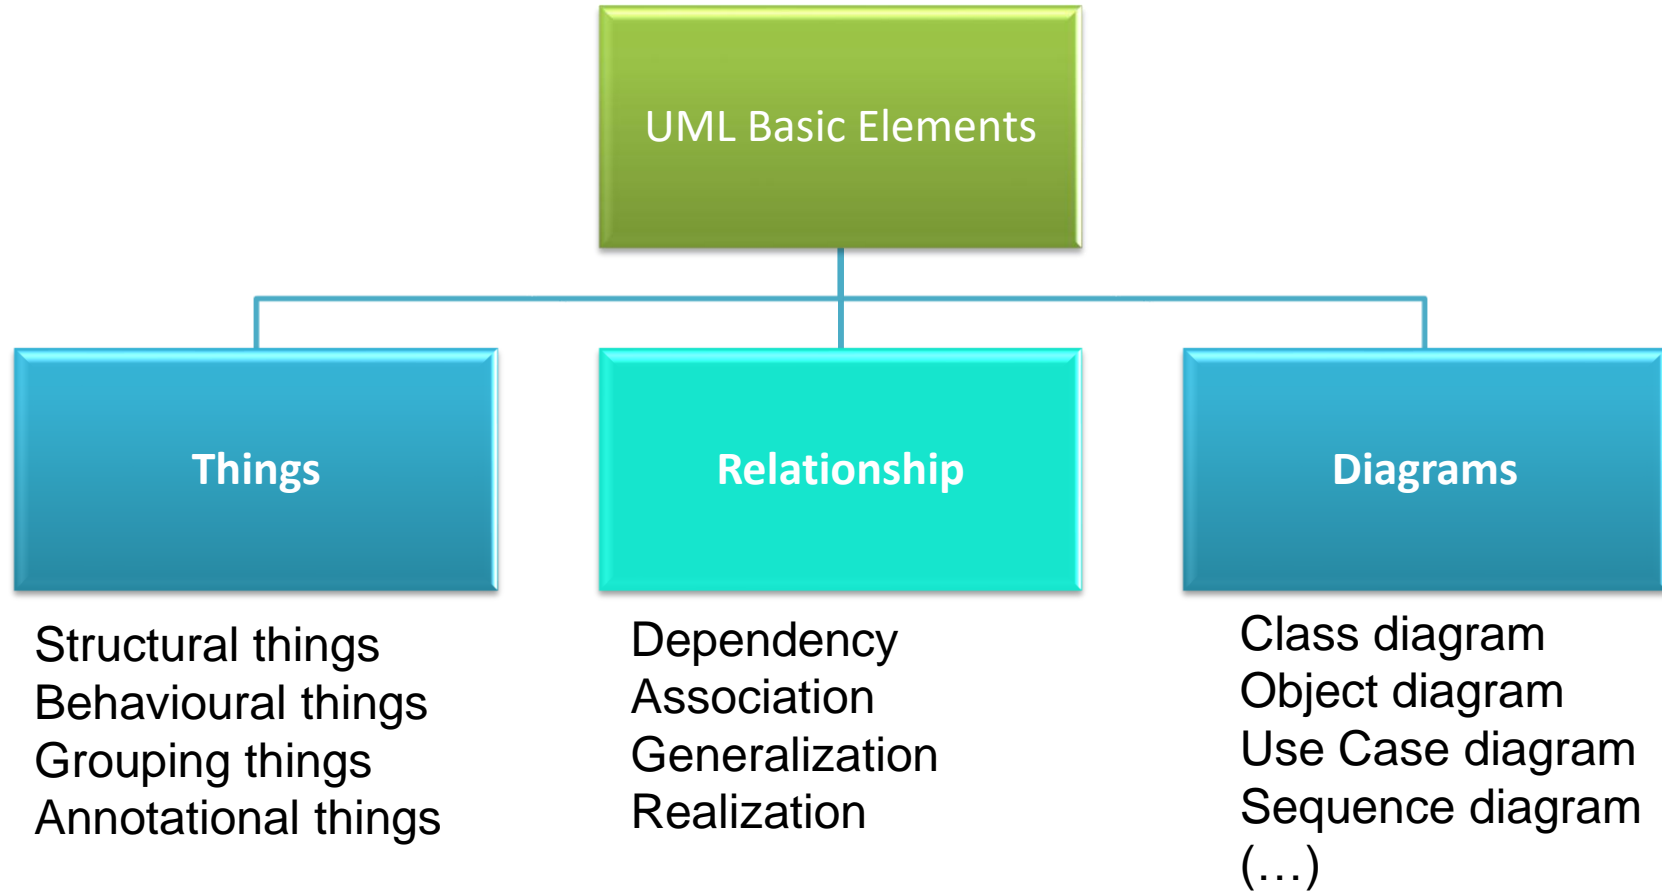 UML Basic Elements
Things
Relationship
Diagrams
Structural things
Behavioural things
Grouping things
Annotational things
Dependency
Association
Generalization
Realization
Class diagram
Object diagram
Use Case diagram
Sequence diagram
(…)